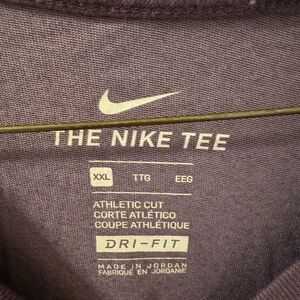 THE NIKE TEE
XXL TTG EEG
ATHLETIC CUT
CORTE ATLÉTICO
COUPE ATHLÉTIQUE
DRI-FIT
MADE IN JORDAN
FABRIQUÉ EN JORDANIE